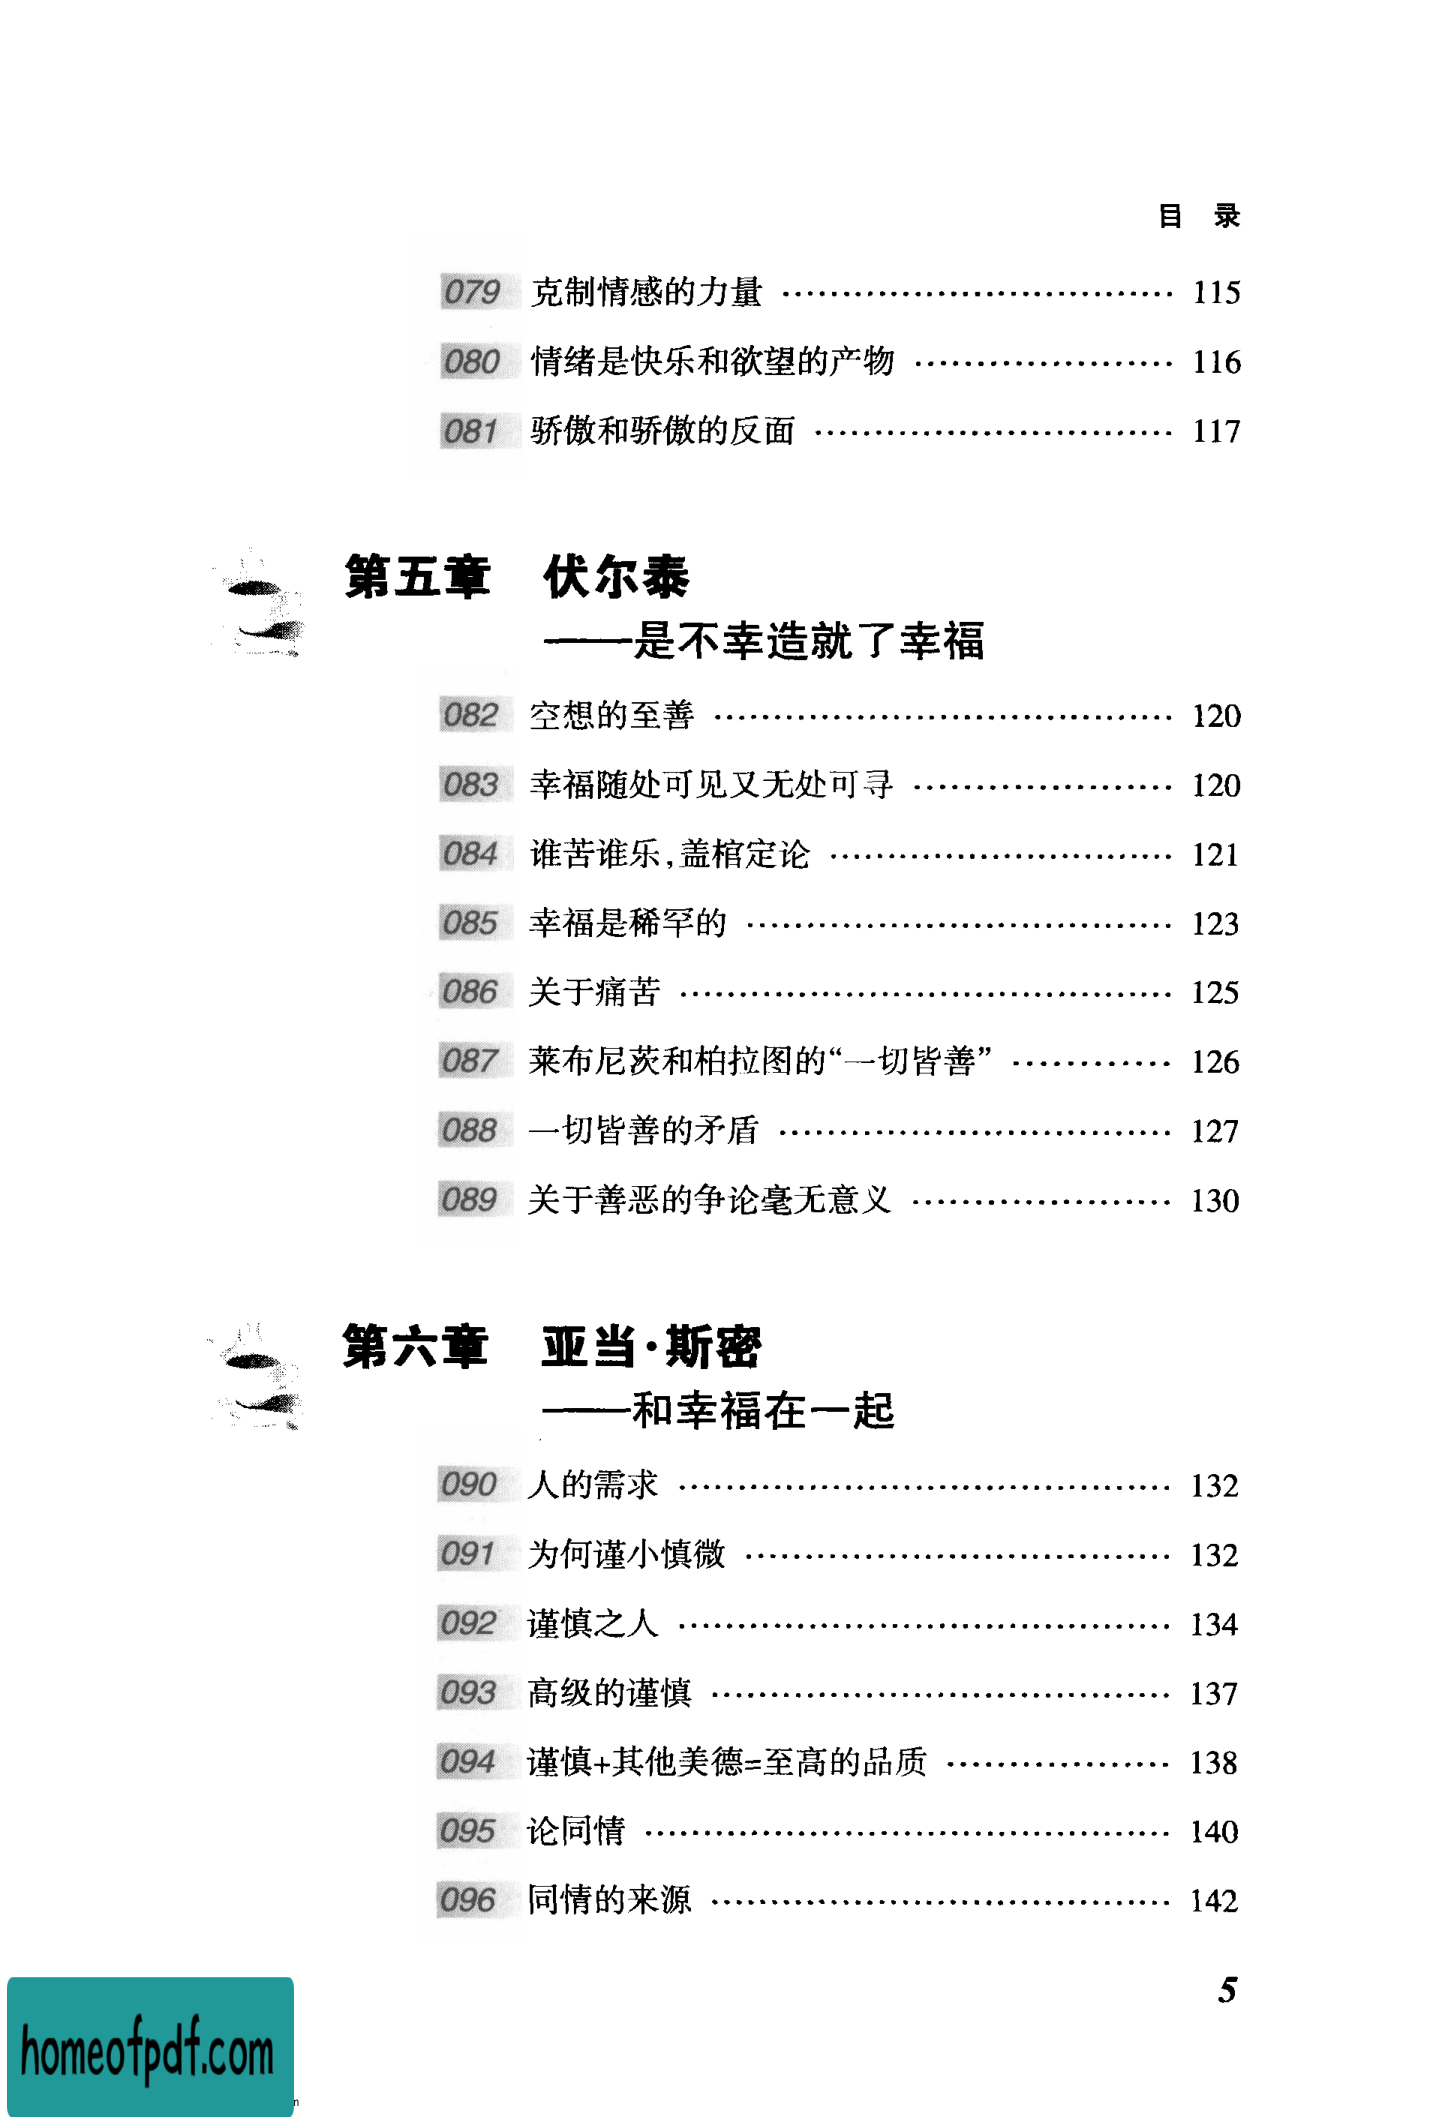 目 录
079 克制情感的力量 ································ 115
080 情绪是快乐和欲望的产物 ······················ 116
081 骄傲和骄傲的反面 ······························ 117
第五章 伏尔泰
——是不幸造就了幸福
082 空想的至善 ······································ 120
083 幸福随处可见又无处可寻 ······················ 120
084 谁苦谁乐,盖棺定论 ···························· 121
085 幸福是稀罕的 ···································· 123
086 关于痛苦 ········································· 125
087 莱布尼茨和柏拉图的“一切皆善” ············· 126
088 一切皆善的矛盾 ································· 127
089 关于善恶的争论毫无意义 ······················ 130
第六章 亚当·斯密
——和幸福在一起
090 人的需求 ········································· 132
091 为何谨小慎微 ···································· 132
092 谨慎之人 ········································· 134
093 高级的谨慎 ······································ 137
094 谨慎+其他美德=至高的品质 ··················· 138
095 论同情 ············································ 140
096 同情的来源 ······································ 142
5
homeofpdf.com
n